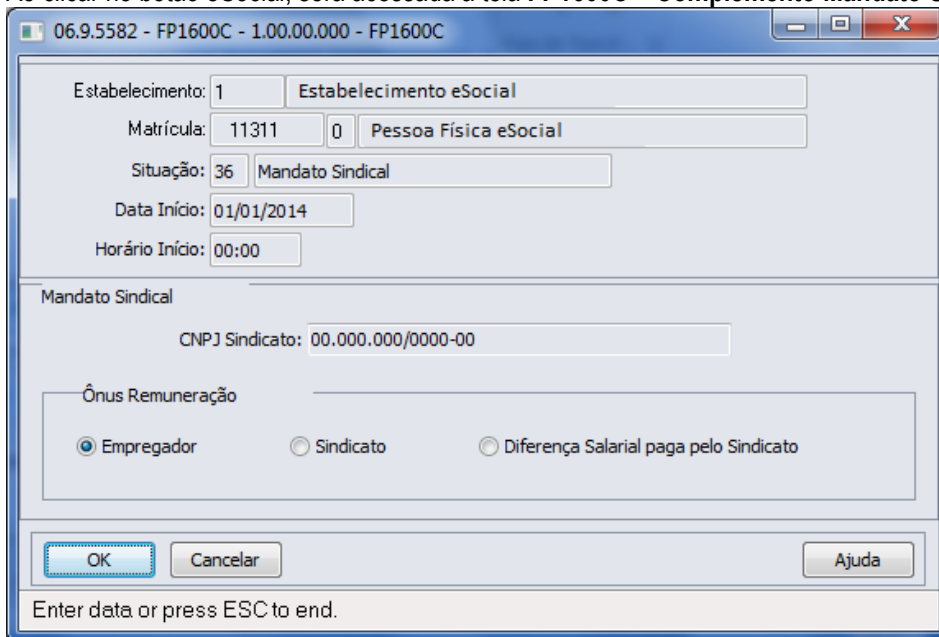 06.9.5582 - FP1600C - 1.00.00.000 - FP1600C
Estabelecimento: 1 Estabelecimento eSocial
Matrícula: 11311 0 Pessoa Física eSocial
Situação: 36 Mandato Sindical
Data Início: 01/01/2014
Horário Início: 00:00
Mandato Sindical
CNPJ Sindicato: 00.000.000/0000-00
Ônus Remuneração
Empregador Sindicato Diferença Salarial paga pelo Sindicato
OK Cancelar Ajuda
Enter data or press ESC to end.